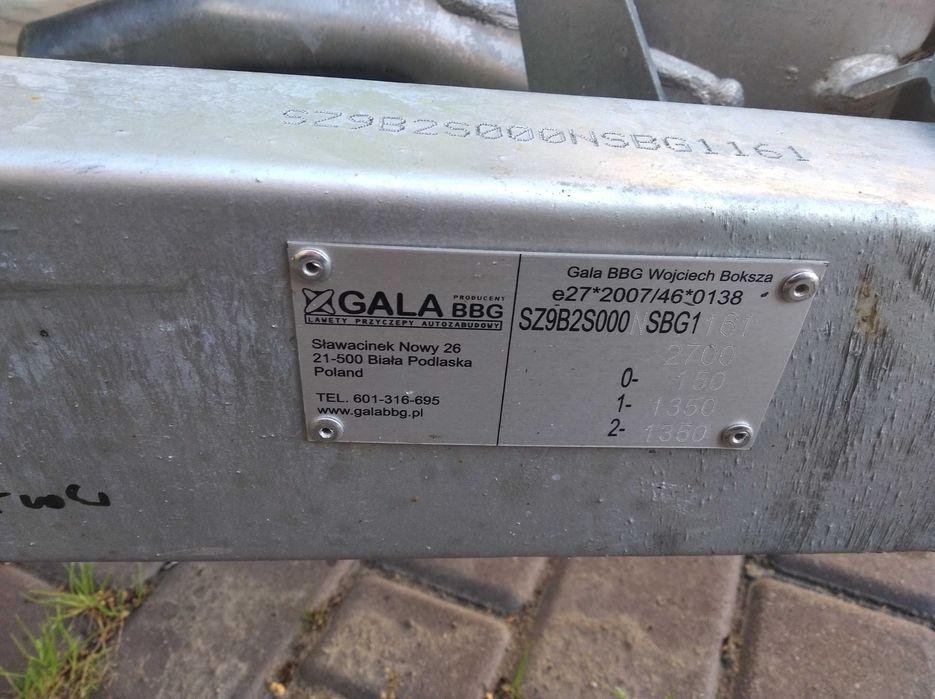 SZ9B2S000NSBG1161
GALA PRODUCENT BBG
LAWETY PRZYCZEPY AUTOZABUDOWY
Sławacinek Nowy 26
21-500 Biała Podlaska
Poland
TEL. 601-316-695
www.galabbg.pl
Gala BBG Wojciech Boksza
e27*2007/46*0138
SZ9B2S000NSBG1161
2700
0- 150
1- 1350
2- 1350